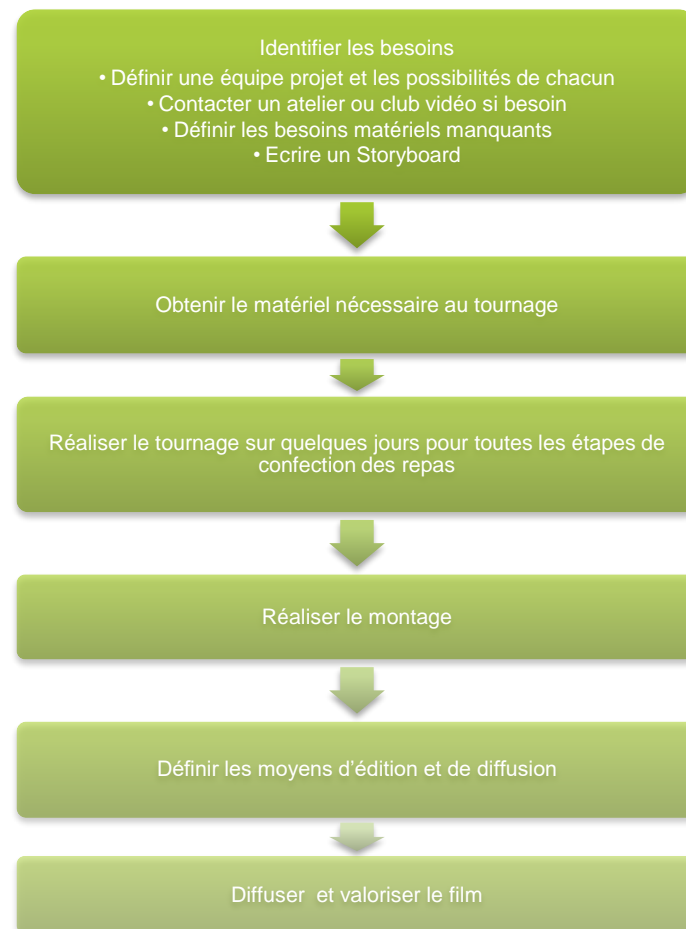 Identifier les besoins
• Définir une équipe projet et les possibilités de chacun
• Contacter un atelier ou club vidéo si besoin
• Définir les besoins matériels manquants
• Ecrire un Storyboard
Obtenir le matériel nécessaire au tournage
Réaliser le tournage sur quelques jours pour toutes les étapes de
confection des repas
Réaliser le montage
Définir les moyens d'édition et de diffusion
Diffuser  et valoriser le film